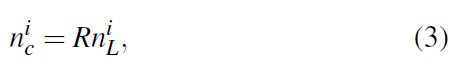 $n_c^i = R n_L^i,$ (3)